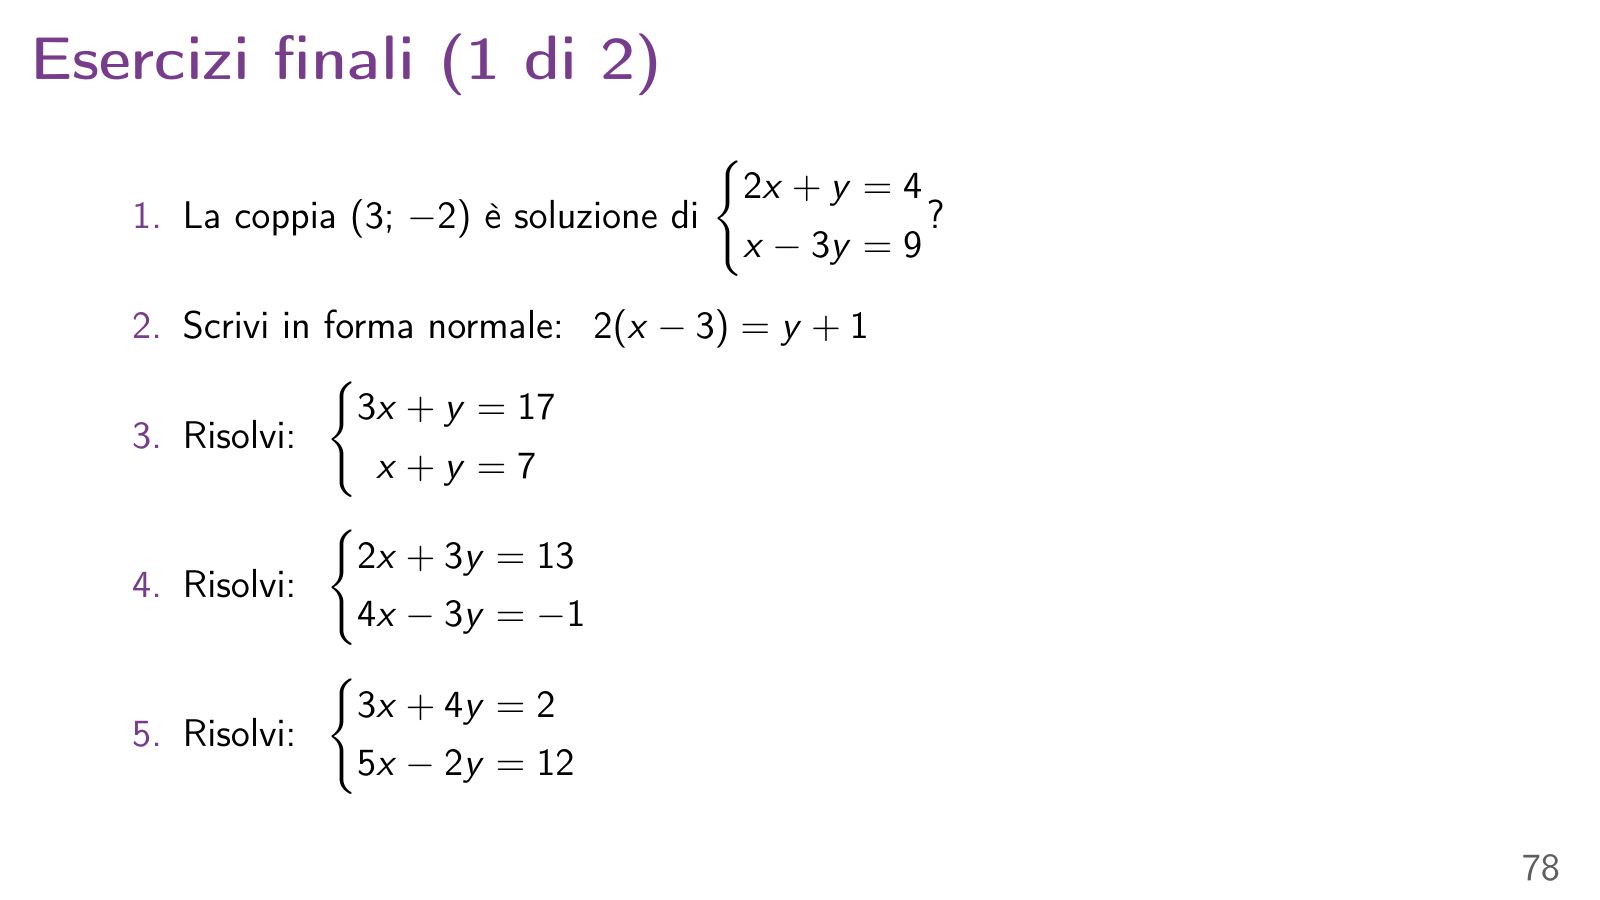 Esercizi finali (1 di 2)
1. La coppia (3; −2) è soluzione di { 2x + y = 4
x − 3y = 9 ?
2. Scrivi in forma normale: 2(x − 3) = y + 1
3. Risolvi: { 3x + y = 17
x + y = 7
4. Risolvi: { 2x + 3y = 13
4x − 3y = −1
5. Risolvi: { 3x + 4y = 2
5x − 2y = 12
78